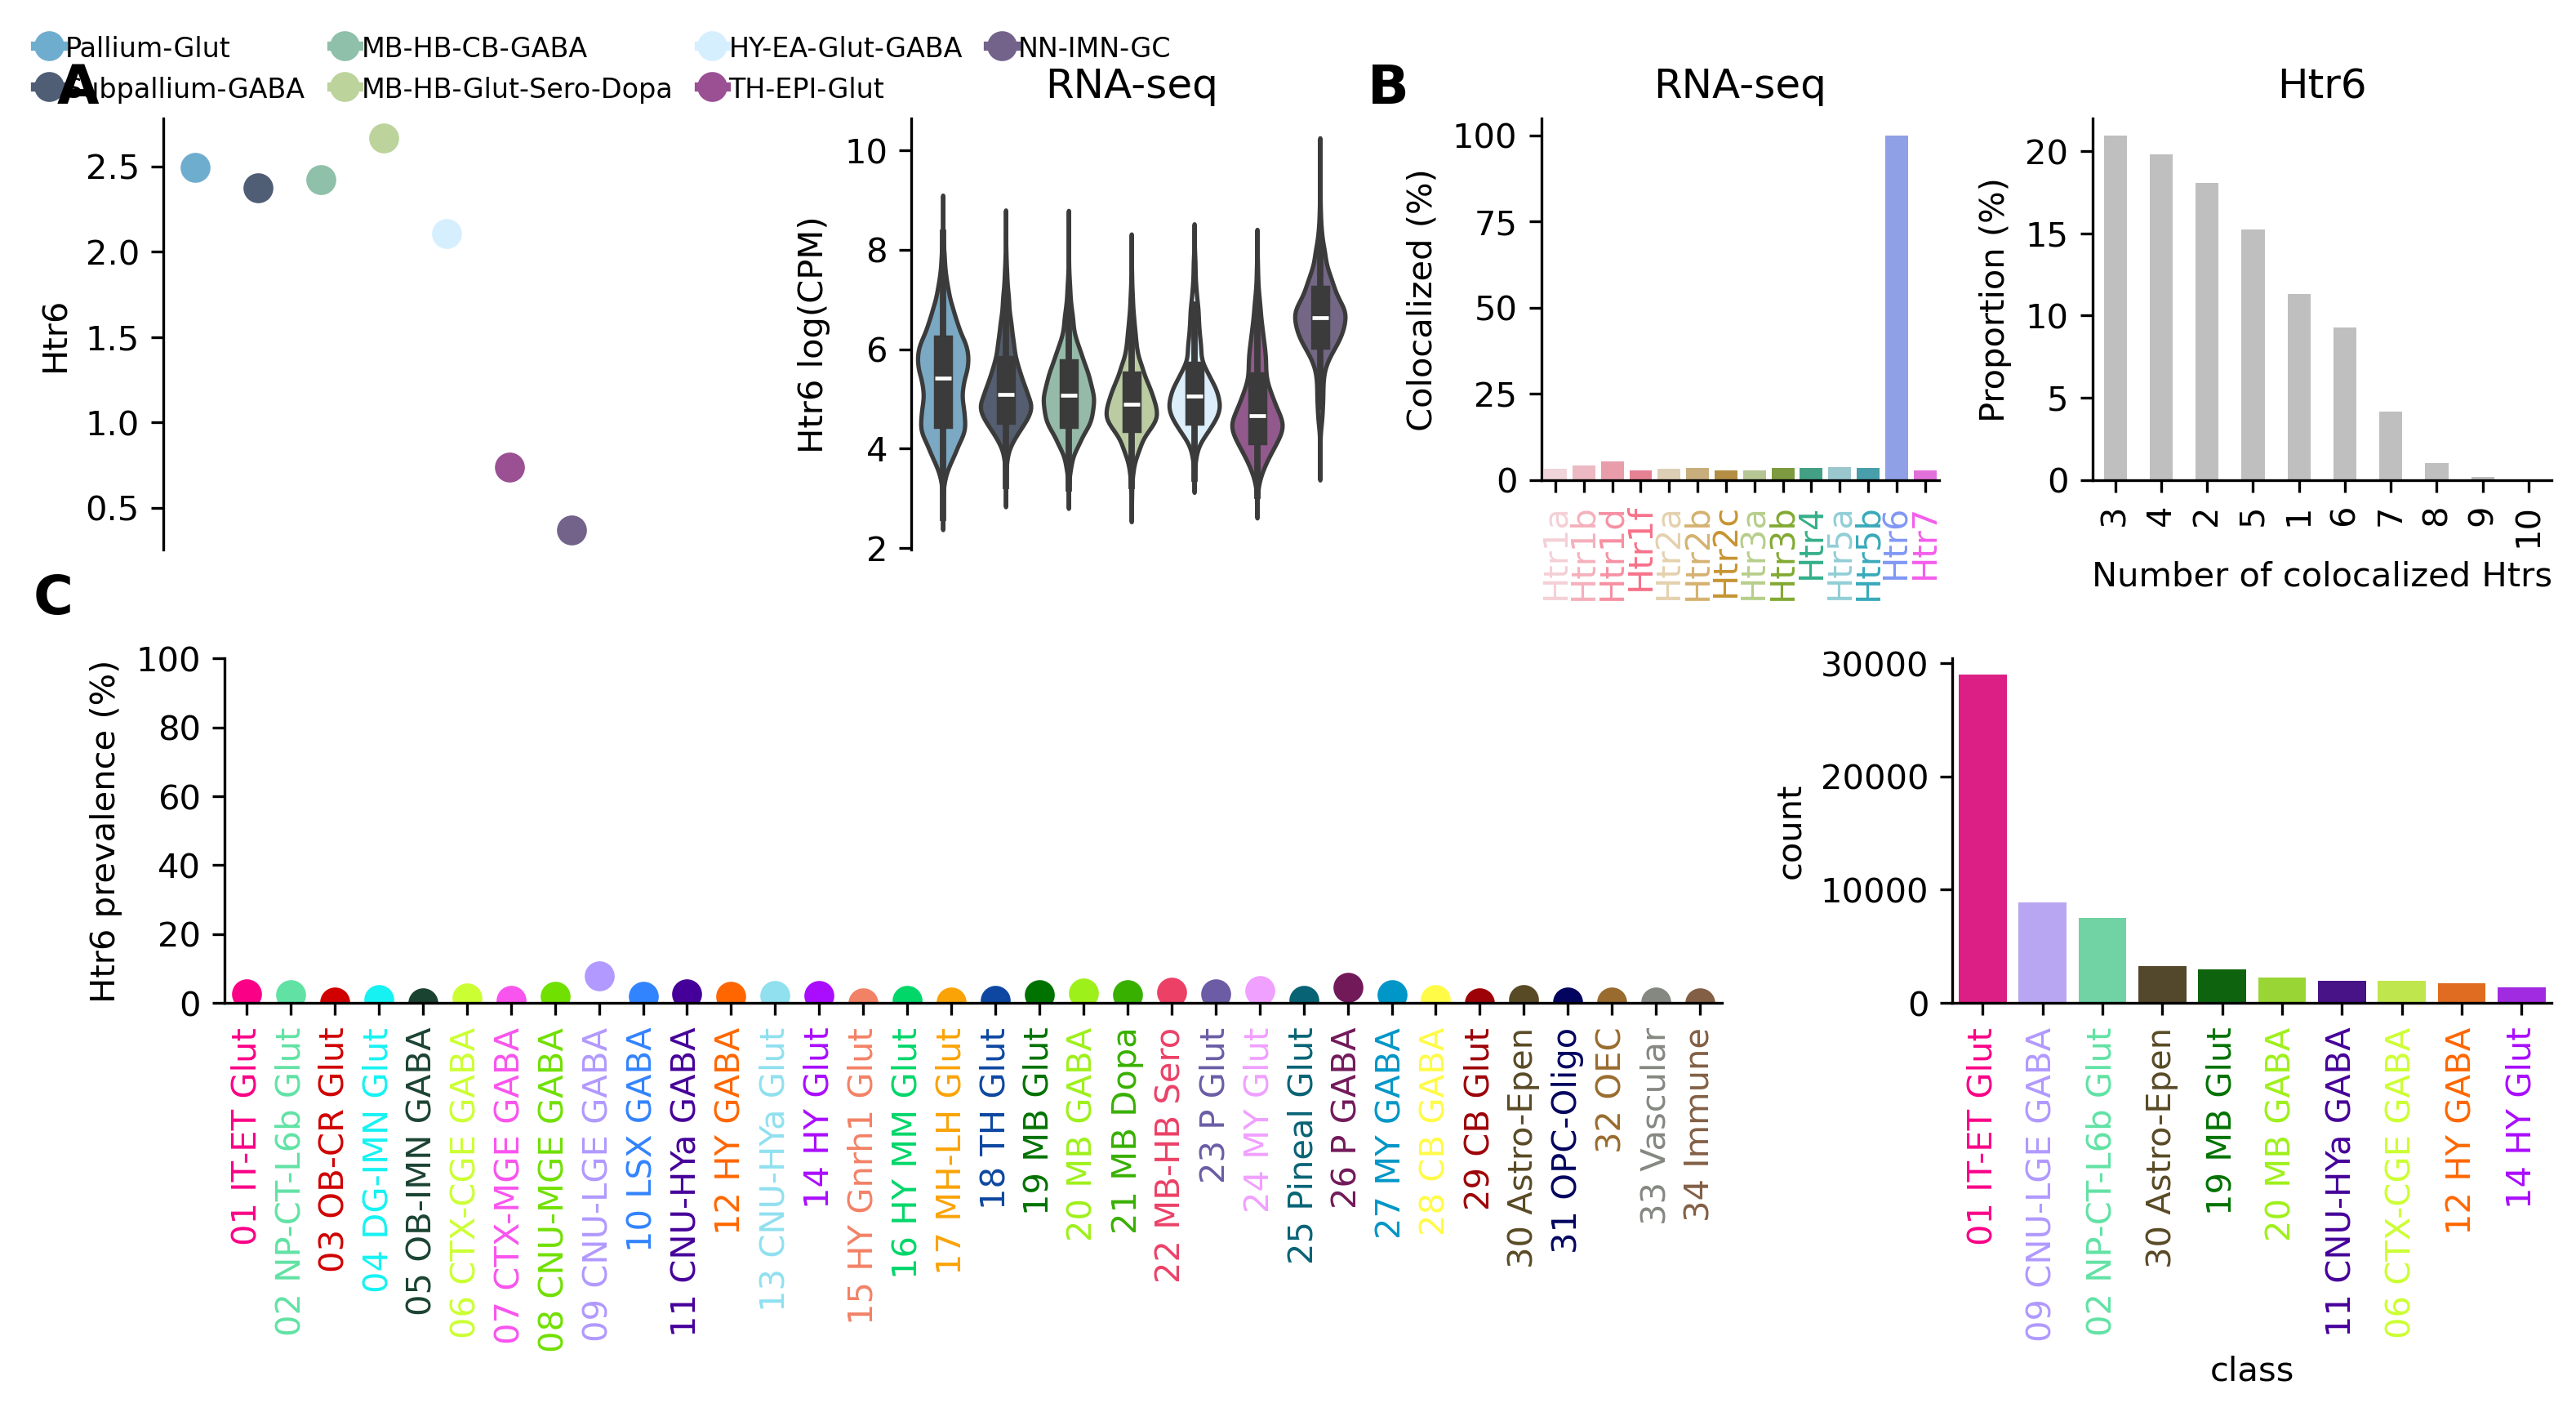 Pallium-Glut
MB-HB-CB-GABA
HY-EA-Glut-GABA
NN-IMN-GC
Subpallium-GABA
MB-HB-Glut-Sero-Dopa
TH-EPI-Glut
A
Htr6
2.5
2.0
1.5
1.0
0.5
RNA-seq
Htr6 log(CPM)
10
8
6
4
2
B
RNA-seq
Colocalized (%)
100
75
50
25
0
Htr1a
Htr1b
Htr1d
Htr1f
Htr2a
Htr2b
Htr2c
Htr3a
Htr3b
Htr4
Htr5a
Htr5b
Htr6
Htr7
Htr6
Proportion (%)
20
15
10
5
0
3
4
2
5
1
6
7
8
9
10
Number of colocalized Htrs
C
Htr6 prevalence (%)
100
80
60
40
20
0
01 IT-ET Glut
02 NP-CT-L6b Glut
03 OB-CR Glut
04 DG-IMN Glut
05 OB-IMN GABA
06 CTX-CGE GABA
07 CTX-MGE GABA
08 CNU-MGE GABA
09 CNU-LGE GABA
10 LSX GABA
11 CNU-HYa GABA
12 HY GABA
13 CNU-HYa Glut
14 HY Glut
15 HY Gnrh1 Glut
16 HY MM Glut
17 MH-LH Glut
18 TH Glut
19 MB Glut
20 MB GABA
21 MB Dopa
22 MB-HB Sero
23 P Glut
24 MY Glut
25 Pineal Glut
26 P GABA
27 MY GABA
28 CB GABA
29 CB Glut
30 Astro-Epen
31 OPC-Oligo
32 OEC
33 Vascular
34 Immune
count
30000
20000
10000
0
01 IT-ET Glut
09 CNU-LGE GABA
02 NP-CT-L6b Glut
30 Astro-Epen
19 MB Glut
20 MB GABA
11 CNU-HYa GABA
06 CTX-CGE GABA
12 HY GABA
14 HY Glut
class